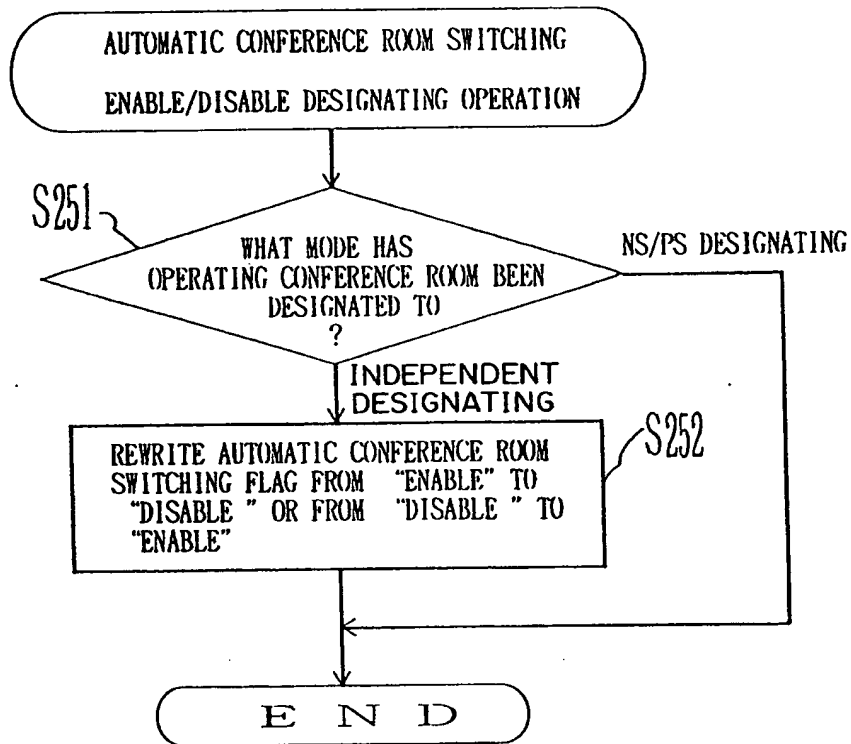 AUTOMATIC CONFERENCE ROOM SWITCHING
ENABLE/DISABLE DESIGNATING OPERATION
S251
WHAT MODE HAS
OPERATING CONFERENCE ROOM BEEN
DESIGNATED TO
?
NS/PS DESIGNATING
INDEPENDENT
DESIGNATING
S252
REWRITE AUTOMATIC CONFERENCE ROOM
SWITCHING FLAG FROM "ENABLE" TO
"DISABLE " OR FROM "DISABLE " TO
"ENABLE"
E N D